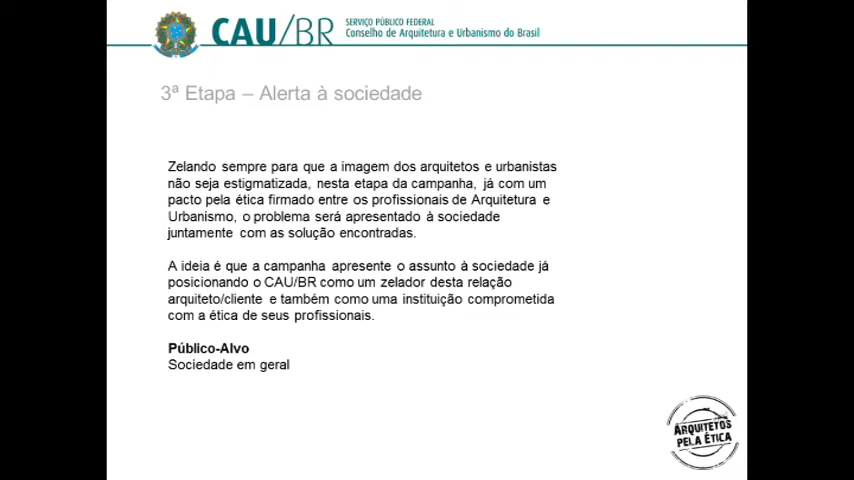 CAU/BR
SERVIÇO PÚBLICO FEDERAL
Conselho de Arquitetura e Urbanismo do Brasil
3ª Etapa – Alerta à sociedade
Zelando sempre para que a imagem dos arquitetos e urbanistas
não seja estigmatizada, nesta etapa da campanha, já com um
pacto pela ética firmado entre os profissionais de Arquitetura e
Urbanismo, o problema será apresentado à sociedade
juntamente com as solução encontradas.
A ideia é que a campanha apresente o assunto à sociedade já
posicionando o CAU/BR como um zelador desta relação
arquiteto/cliente e também como uma instituição comprometida
com a ética de seus profissionais.
Público-Alvo
Sociedade em geral
ARQUITETOS
PELA ÉTICA